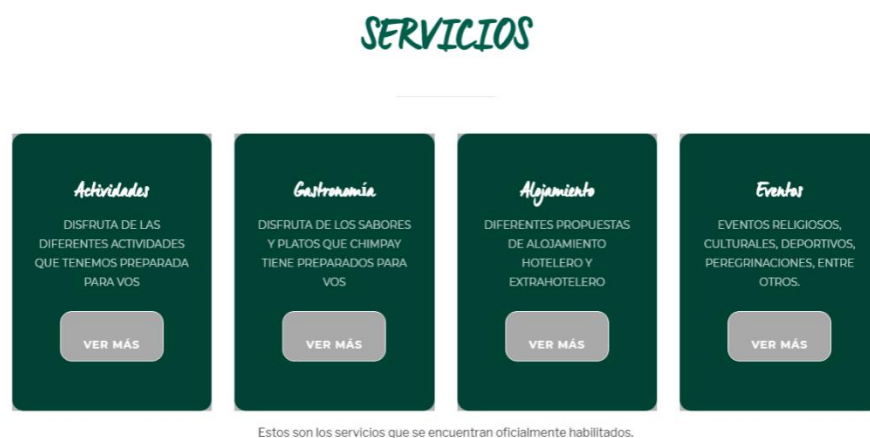 SERVICIOS
Actividades
DISFRUTA DE LAS
DIFERENTES ACTIVIDADES
QUE TENEMOS PREPARADA
PARA VOS
VER MÁS
Gastronomía
DISFRUTA DE LOS SABORES
Y PLATOS QUE CHIMPAY
TIENE PREPARADOS PARA
VOS
VER MÁS
Alojamiento
DIFERENTES PROPUESTAS
DE ALOJAMIENTO
HOTELERO Y
EXTRAHOTELERO
VER MÁS
Eventos
EVENTOS RELIGIOSOS,
CULTURALES, DEPORTIVOS,
PEREGRINACIONES, ENTRE
OTROS.
VER MÁS
Estos son los servicios que se encuentran oficialmente habilitados.